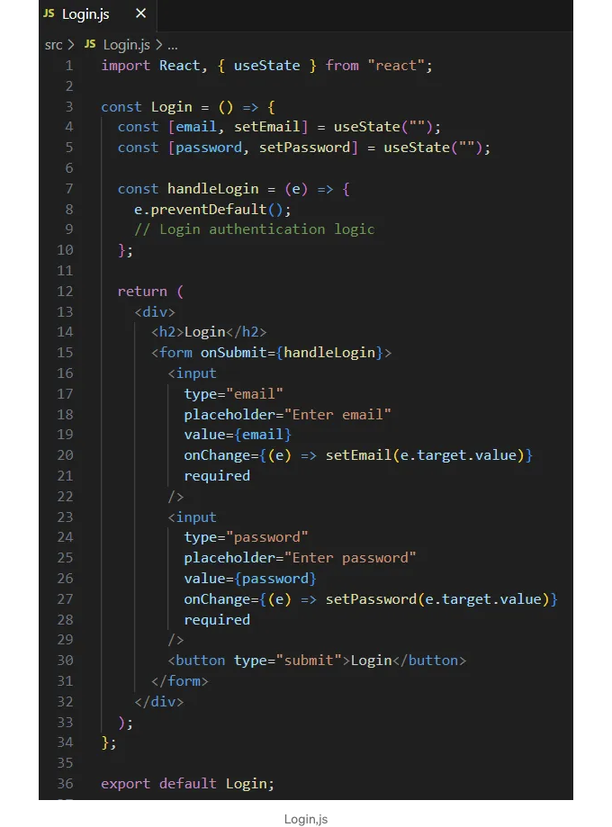 JS Login.js ×
src > JS Login.js > ...
1 import React, { useState } from "react";
2
3 const Login = () => {
4 const [email, setEmail] = useState("");
5 const [password, setPassword] = useState("");
6
7 const handleLogin = (e) => {
8 e.preventDefault();
9 // Login authentication logic
10 };
11
12 return (
13 <div>
14 <h2>Login</h2>
15 <form onSubmit={handleLogin}>
16 <input
17 type="email"
18 placeholder="Enter email"
19 value={email}
20 onChange={(e) => setEmail(e.target.value)}
21 required
22 />
23 <input
24 type="password"
25 placeholder="Enter password"
26 value={password}
27 onChange={(e) => setPassword(e.target.value)}
28 required
29 />
30 <button type="submit">Login</button>
31 </form>
32 </div>
33 );
34 };
35
36 export default Login;
Login,js